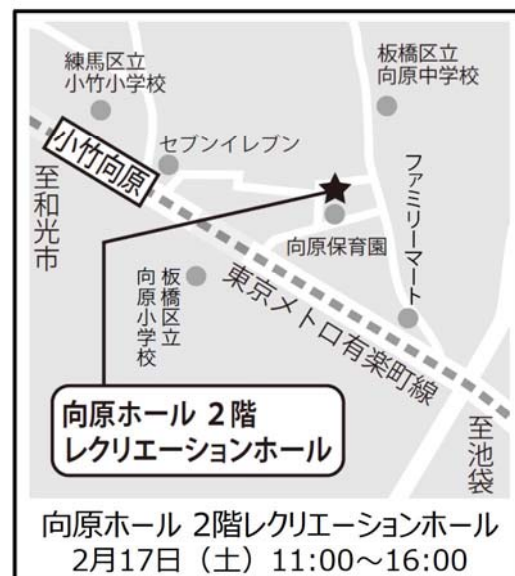 練馬区立
小竹小学校
板橋区立
向原中学校
セブンイレブン
小竹向原
至和光市
ファミリーマート
向原保育園
板橋区立
向原小学校
東京メトロ有楽町線
向原ホール 2階
レクリエーションホール
至池袋
向原ホール 2階レクリエーションホール
2月17日（土）11:00～16:00